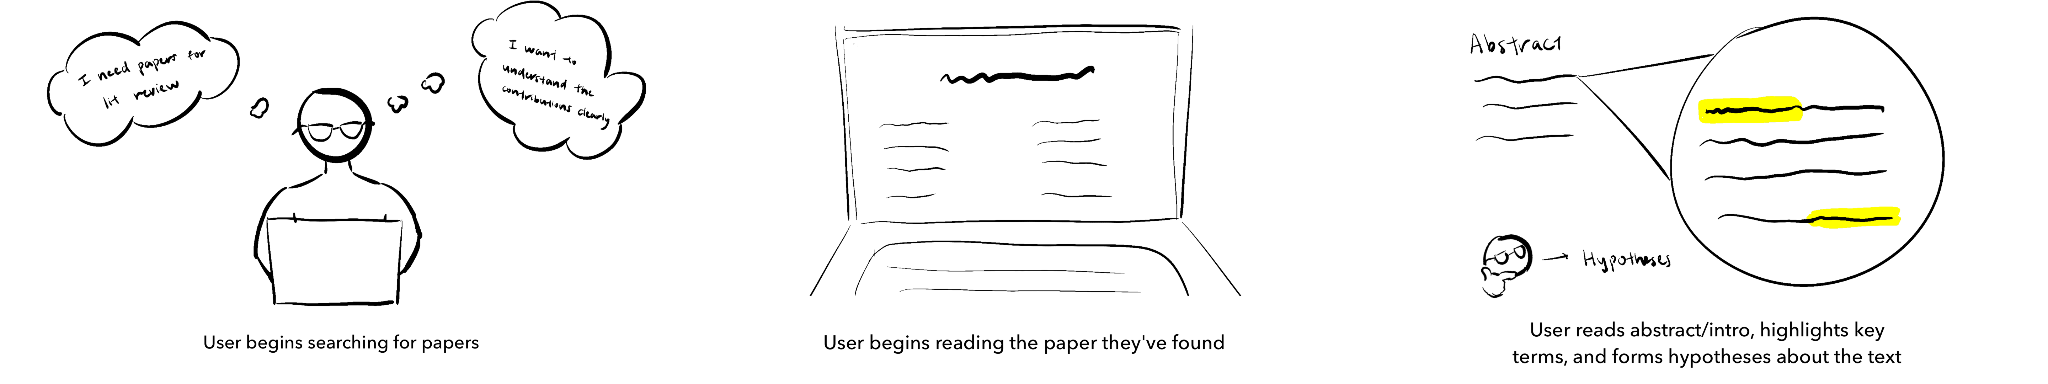 I need papers for
lit review
I want to
understand the
contributions clearly
User begins searching for papers
User begins reading the paper they've found
Abstract
Hypotheses
User reads abstract/intro, highlights key
terms, and forms hypotheses about the text